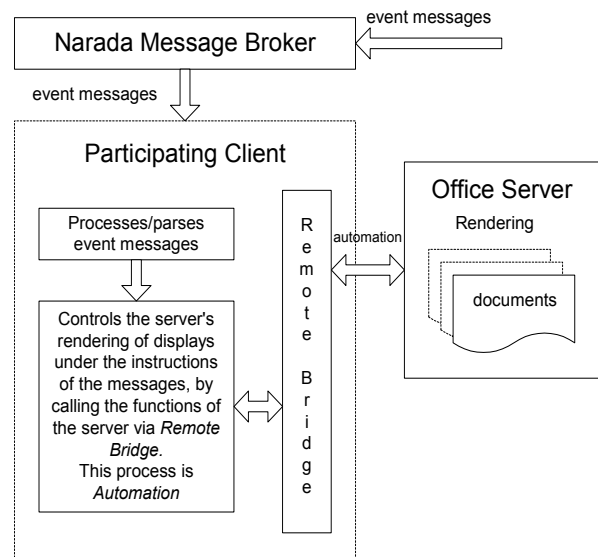 event messages
Narada Message Broker
event messages
Participating Client
Processes/parses
event messages
Controls the server's
rendering of displays
under the instructions
of the messages, by
calling the functions of
the server via Remote
Bridge.
This process is
Automation
Remote Bridge
automation
Office Server
Rendering
documents